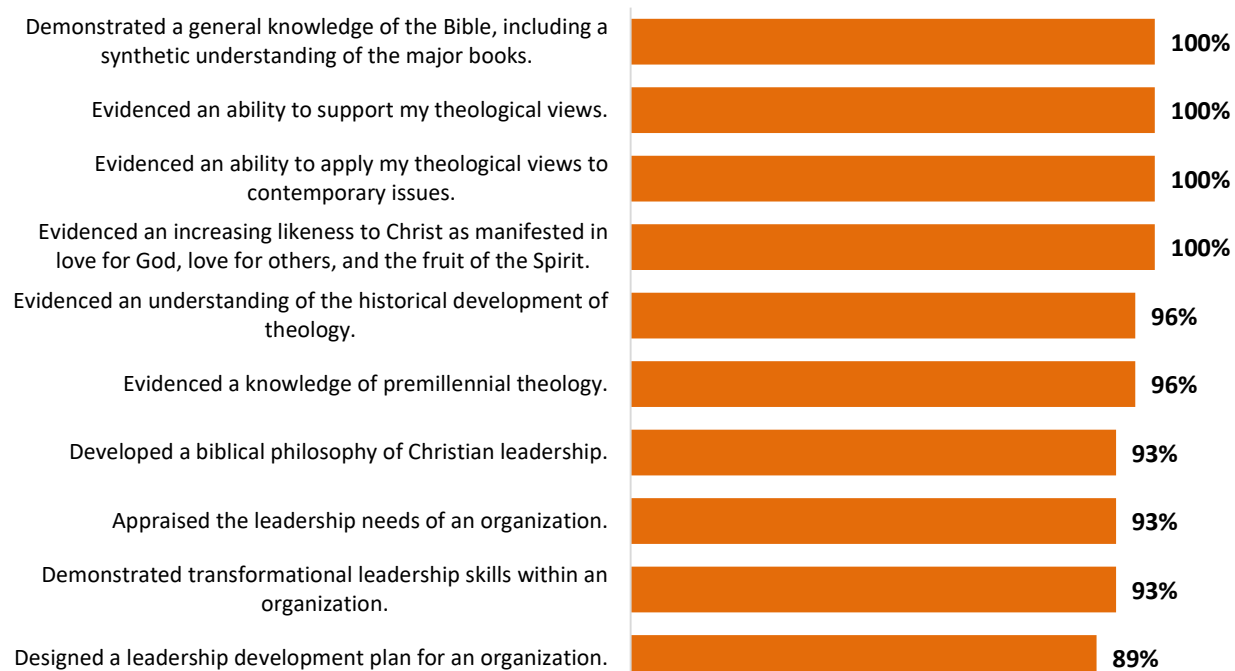 Demonstrated a general knowledge of the Bible, including a
synthetic understanding of the major books.
100%
Evidenced an ability to support my theological views.
100%
Evidenced an ability to apply my theological views to
contemporary issues.
100%
Evidenced an increasing likeness to Christ as manifested in
love for God, love for others, and the fruit of the Spirit.
100%
Evidenced an understanding of the historical development of
theology.
96%
Evidenced a knowledge of premillennial theology.
96%
Developed a biblical philosophy of Christian leadership.
93%
Appraised the leadership needs of an organization.
93%
Demonstrated transformational leadership skills within an
organization.
93%
Designed a leadership development plan for an organization.
89%